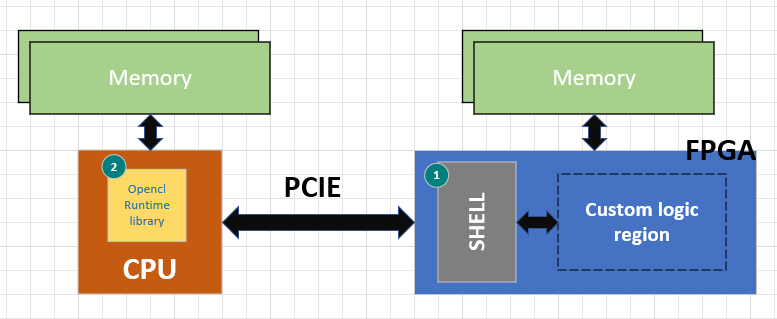 Memory
Memory
FPGA
2
Opencl
Runtime
library
CPU
PCIE
1
SHELL
Custom logic
region